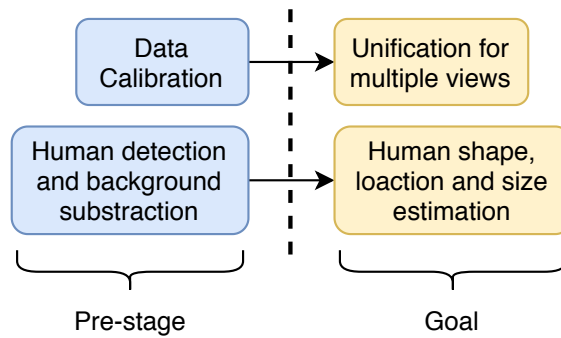 Data
Calibration
Unification for
multiple views
Human detection
and background
substraction
Human shape,
loaction and size
estimation
Pre-stage
Goal